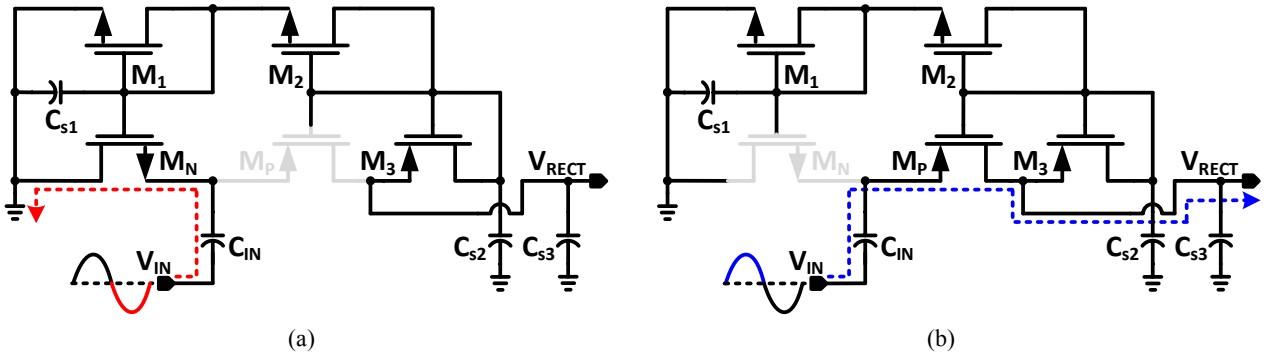 M1
M2
Cs1
MN
MP
M3
VRECT
CIN
VIN
Cs2
Cs3
(a)
M1
M2
Cs1
MN
MP
M3
VRECT
CIN
VIN
Cs2
Cs3
(b)